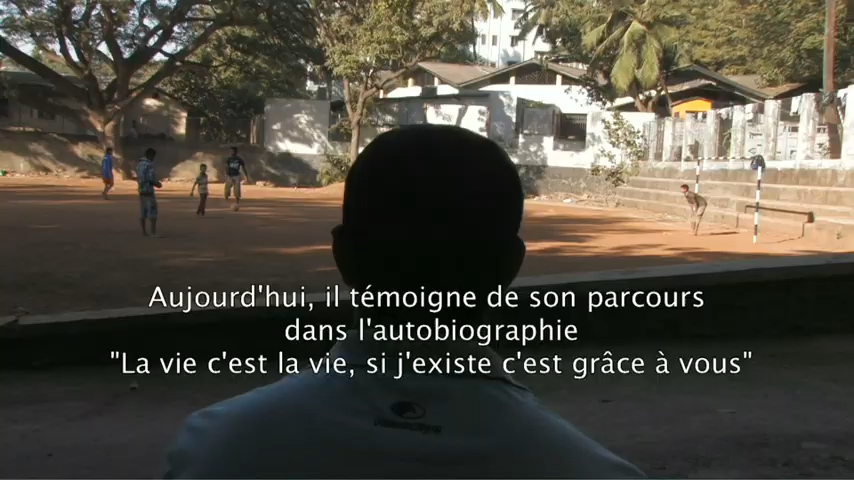 Aujourd'hui, il témoigne de son parcours
dans l'autobiographie
"La vie c'est la vie, si j'existe c'est grâce à vous"